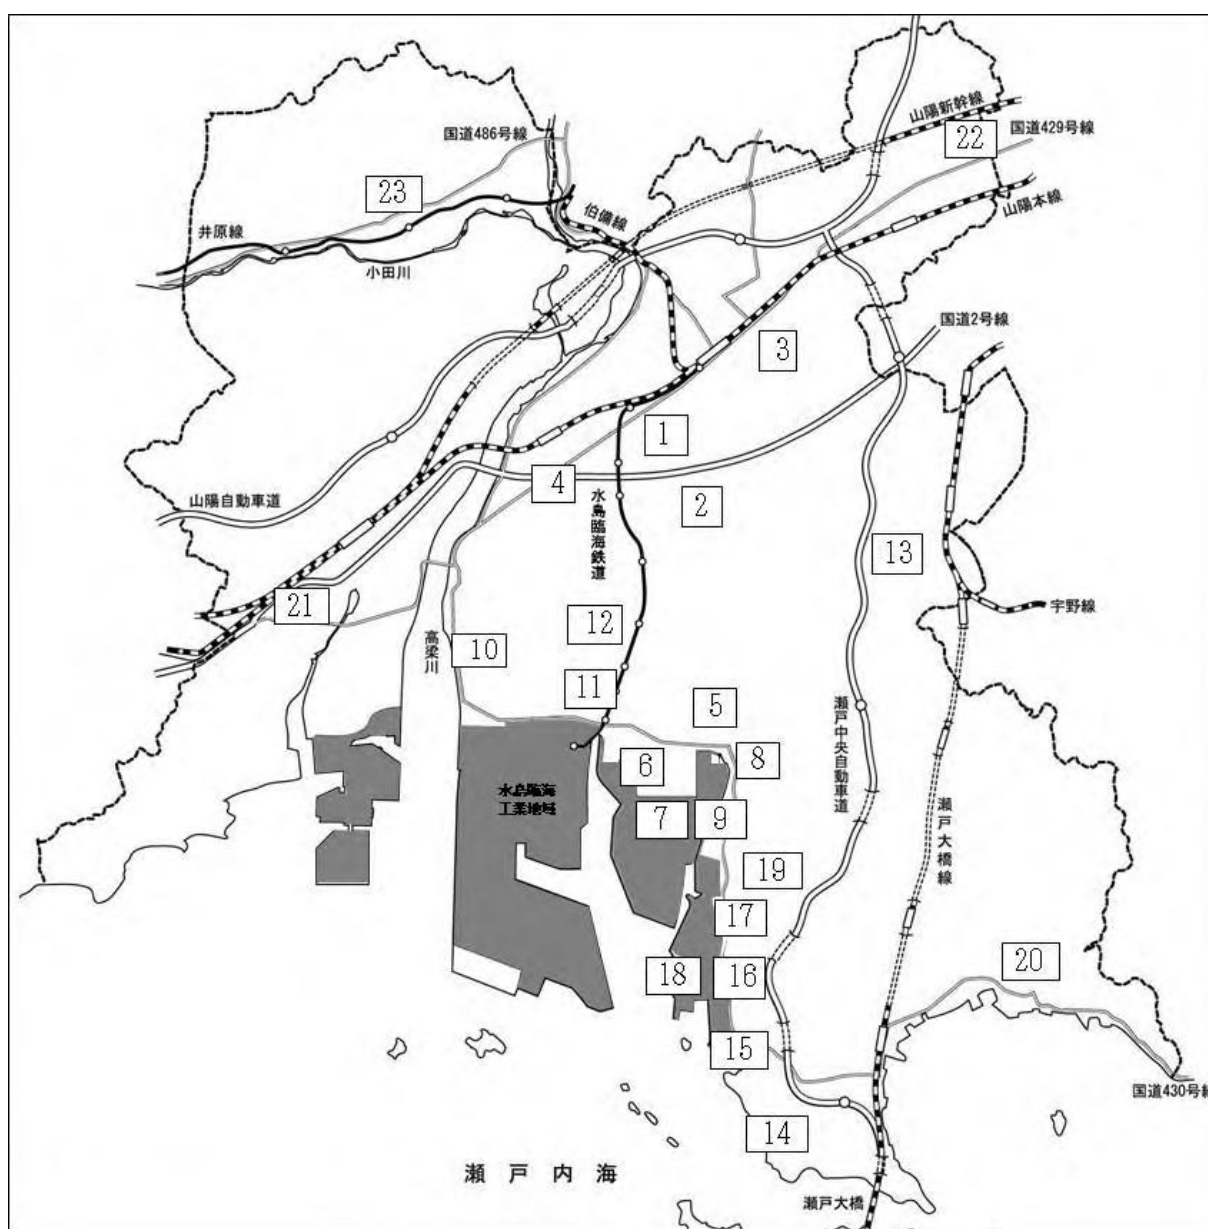 山陽新幹線
国道486号線
22
国道429号線
23
山陽本線
伯備線
井原線
小田川
国道2号線
3
1
4
山陽自動車道
2
水島臨海鉄道
13
21
宇野線
12
高梁川
10
11
5
瀬戸中央自動車道
8
6
水島臨海
工業地域
7
9
瀬戸大橋線
19
17
20
18
16
15
国道430号線
14
瀬戸内海
瀬戸大橋